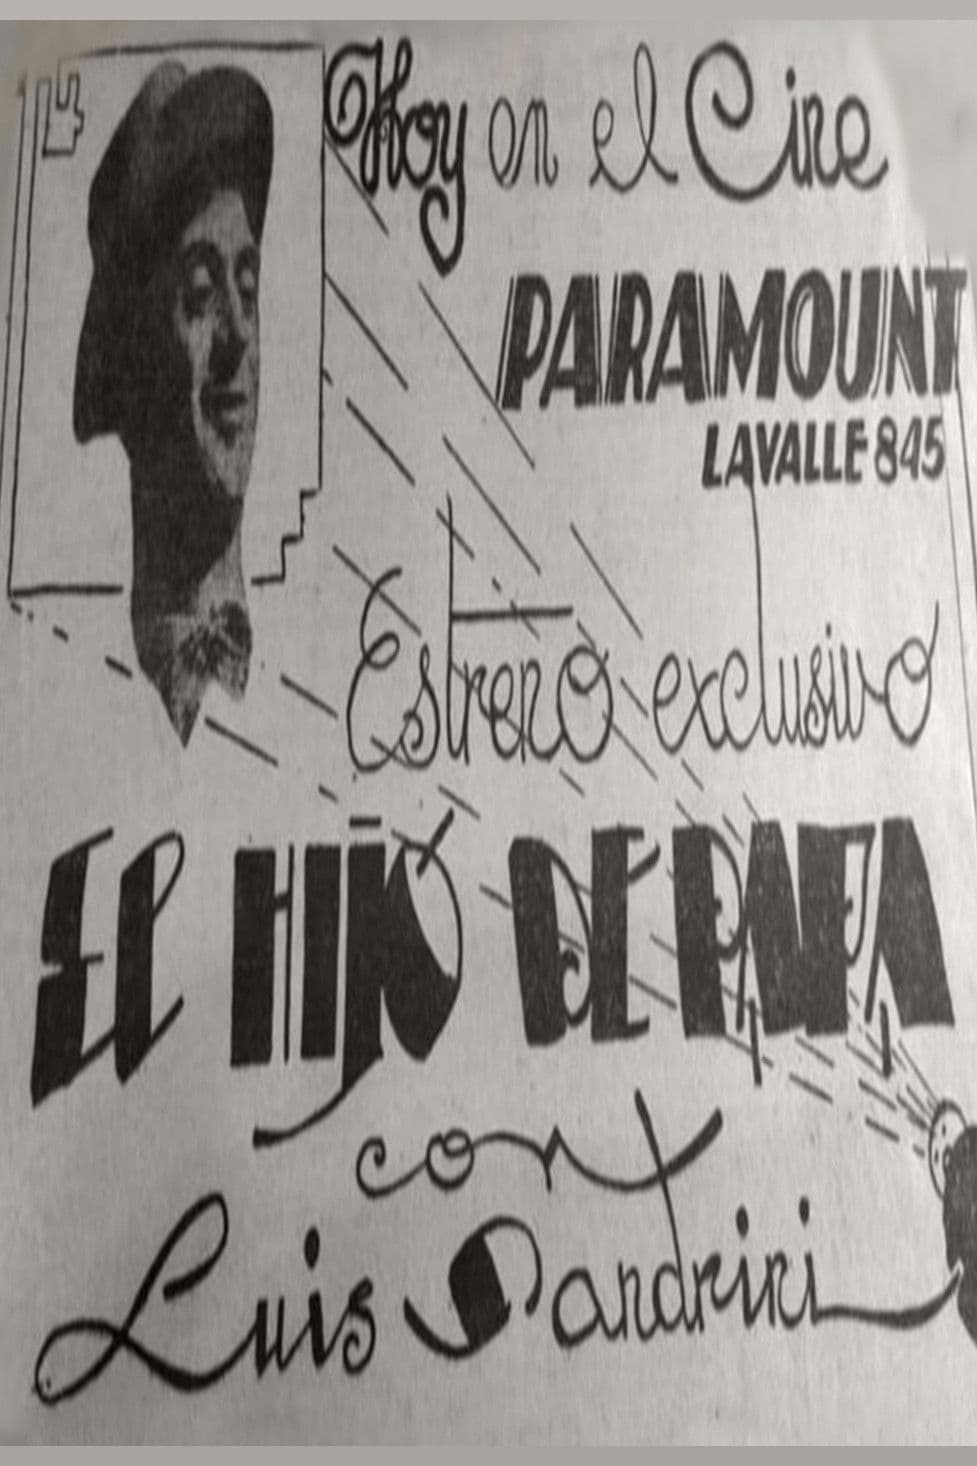 Hoy en el Cine
PARAMOUNT
LAVALLE 845
Estreno exclusivo
EL HIJO DE PAPA
con
Luis Sandrini